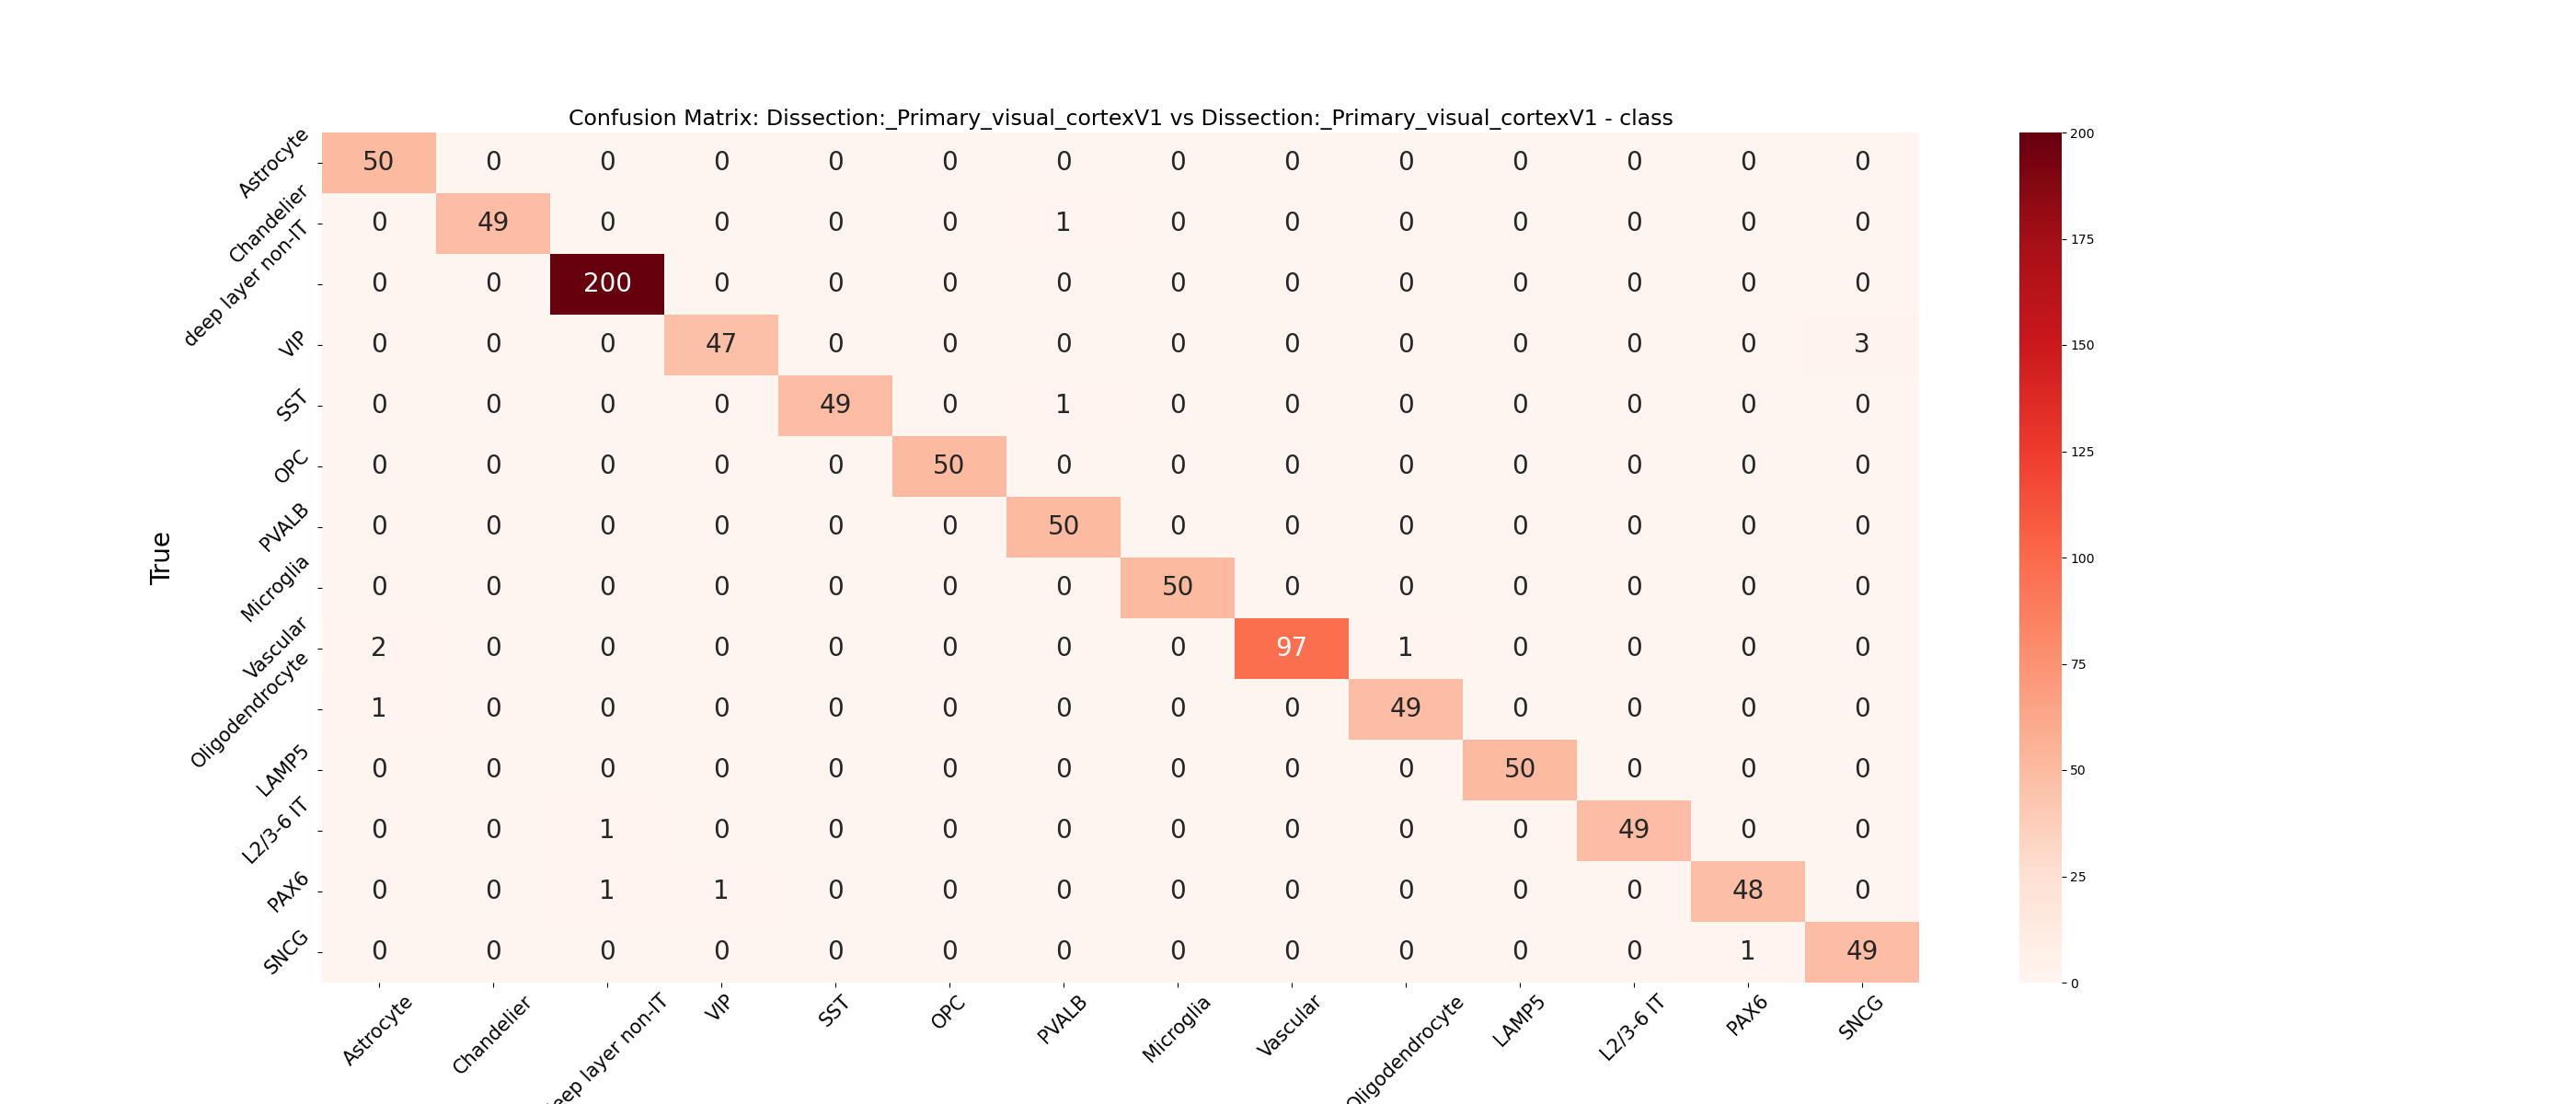 Confusion Matrix: Dissection:_Primary_visual_cortexV1 vs Dissection:_Primary_visual_cortexV1 - class
True
Astrocyte 50 0 0 0 0 0 0 0 0 0 0 0 0 0
Chandelier 0 49 0 0 0 0 1 0 0 0 0 0 0 0
deep layer non-IT 0 0 200 0 0 0 0 0 0 0 0 0 0 0
VIP 0 0 0 47 0 0 0 0 0 0 0 0 0 3
SST 0 0 0 0 49 0 1 0 0 0 0 0 0 0
OPC 0 0 0 0 0 50 0 0 0 0 0 0 0 0
PVALB 0 0 0 0 0 0 50 0 0 0 0 0 0 0
Microglia 0 0 0 0 0 0 0 50 0 0 0 0 0 0
Vascular 2 0 0 0 0 0 0 0 97 1 0 0 0 0
Oligodendrocyte 1 0 0 0 0 0 0 0 0 49 0 0 0 0
LAMP5 0 0 0 0 0 0 0 0 0 0 50 0 0 0
L2/3-6 IT 0 0 1 0 0 0 0 0 0 0 0 49 0 0
PAX6 0 0 1 1 0 0 0 0 0 0 0 0 48 0
SNCG 0 0 0 0 0 0 0 0 0 0 0 0 1 49
Astrocyte
Chandelier
eep layer non-IT
VIP
SST
OPC
PVALB
Microglia
Vascular
Oligodendrocyte
LAMP5
L2/3-6 IT
PAX6
SNCG
200
175
150
125
100
75
50
25
0